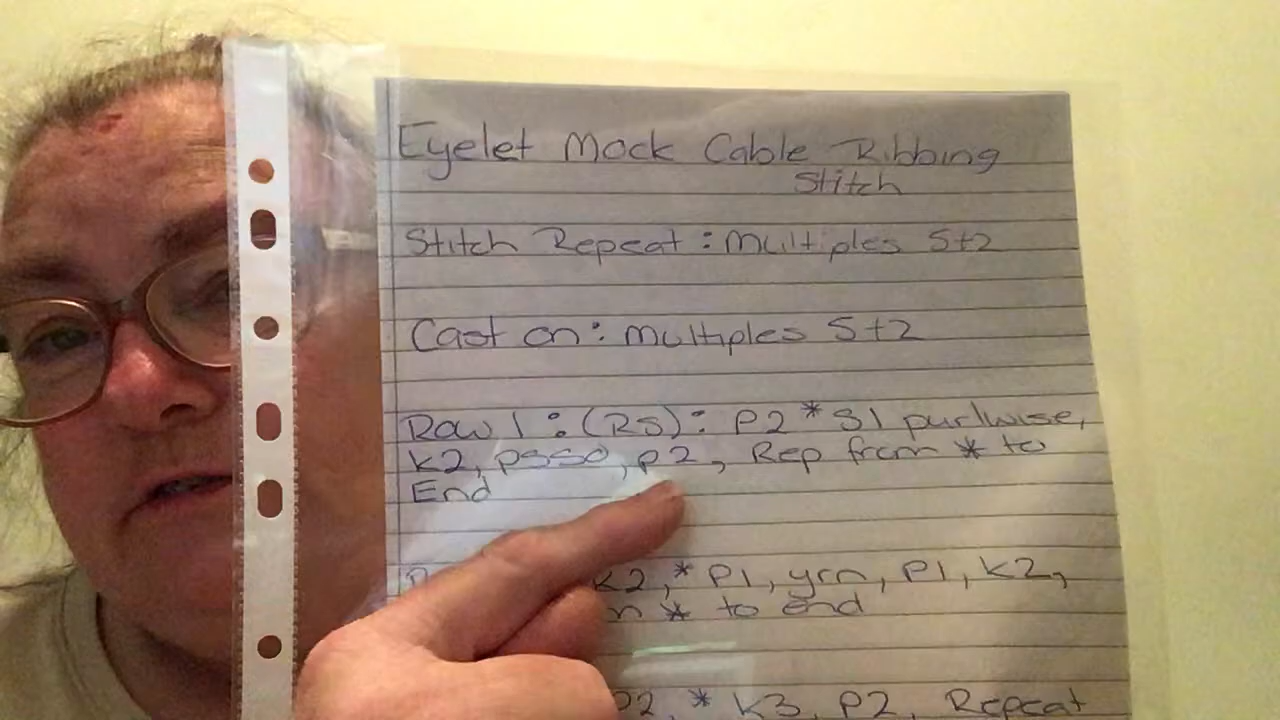 Eyelet Mock Cable Ribbing
Stitch
Stitch Repeat : Multiples 5+2
Cast on : Multiples 5+2
Row 1 : (RS) : P2 * S1 purlwise,
K2, psso, p2, Rep from * to
End
K2, * P1, yrn, P1, K2,
* to end
P2, * K3, P2, Repeat